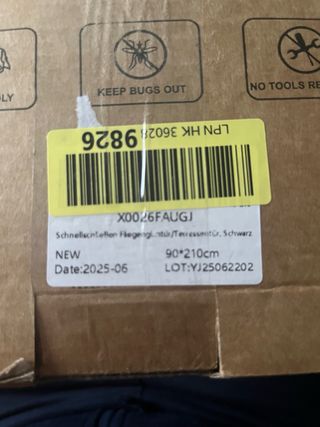 KEEP BUGS OUT
NO TOOLS RE
LY
LPN HK 36028
9826
X0026FAUGJ
Schnellschließen Terrassentür, Schwarz
NEW 90*210cm
Date:2025-06 LOT:YJ25062202